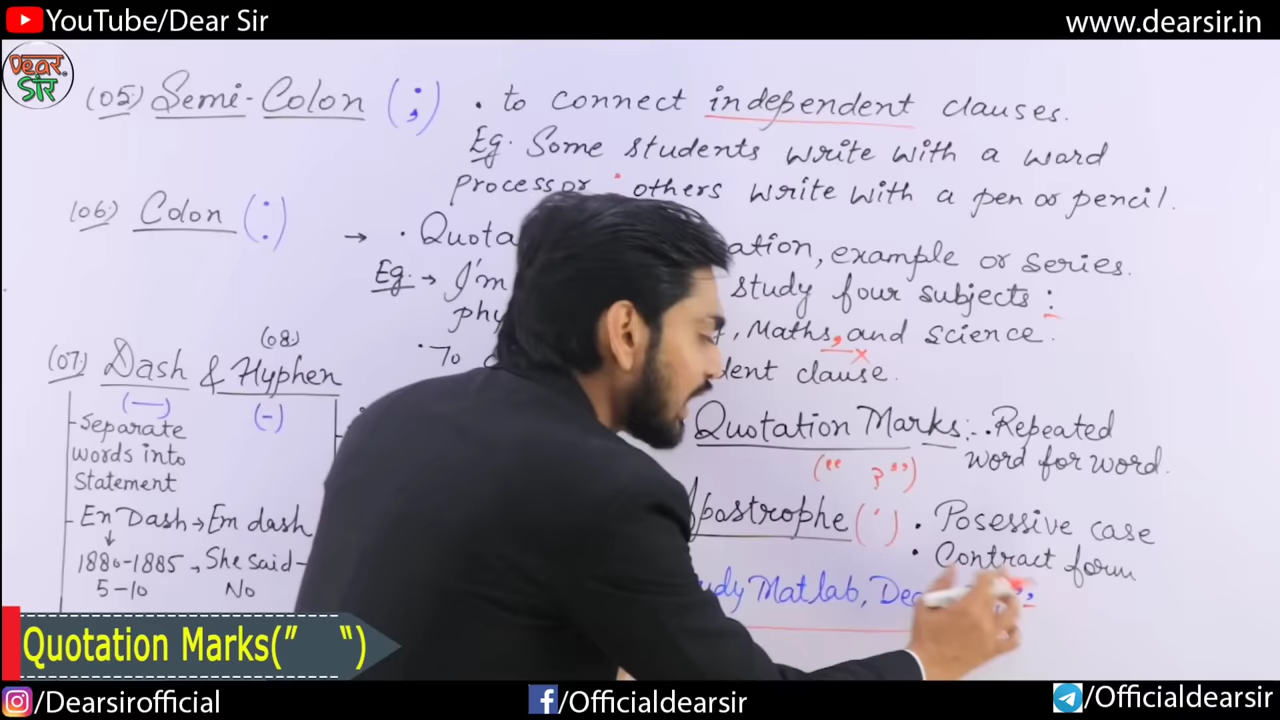 YouTube/Dear Sir
www.dearsir.in
Dear
Sir
(05) Semi-Colon (;)
• to connect independent clauses.
Eg. Some students write with a word
processor ; others write with a pen or pencil.
(06) Colon (:)
→ • Quota ation, example or series.
Eg. → I'm study four subjects :
phy , Maths, and science.
• To dent clause.
(07) Dash & (08) Hyphen
(—) (-)
- Separate
words into
Statement
- En Dash → Em dash
↓
1880-1885, She said-
5-10 No
Quotation Marks:- • Repeated
word for word.
(“ ”)
postrophe (') • Posessive case
• Contract form
udy Matlab, Dea
Quotation Marks(” “)
/Dearsirofficial
/Officialdearsir
/Officialdearsir